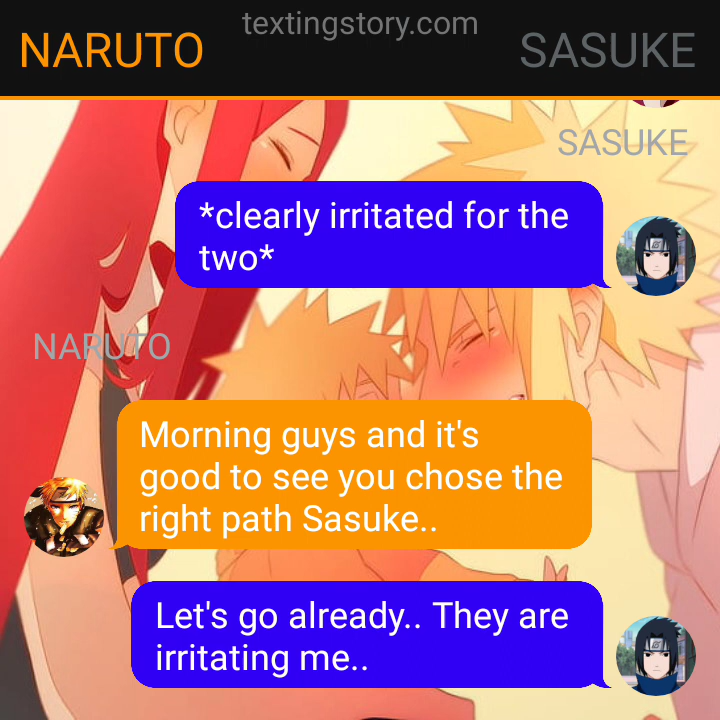 textingstory.com
NARUTO
SASUKE
SASUKE
*clearly irritated for the
two*
NARUTO
Morning guys and it's
good to see you chose the
right path Sasuke..
Let's go already.. They are
irritating me..